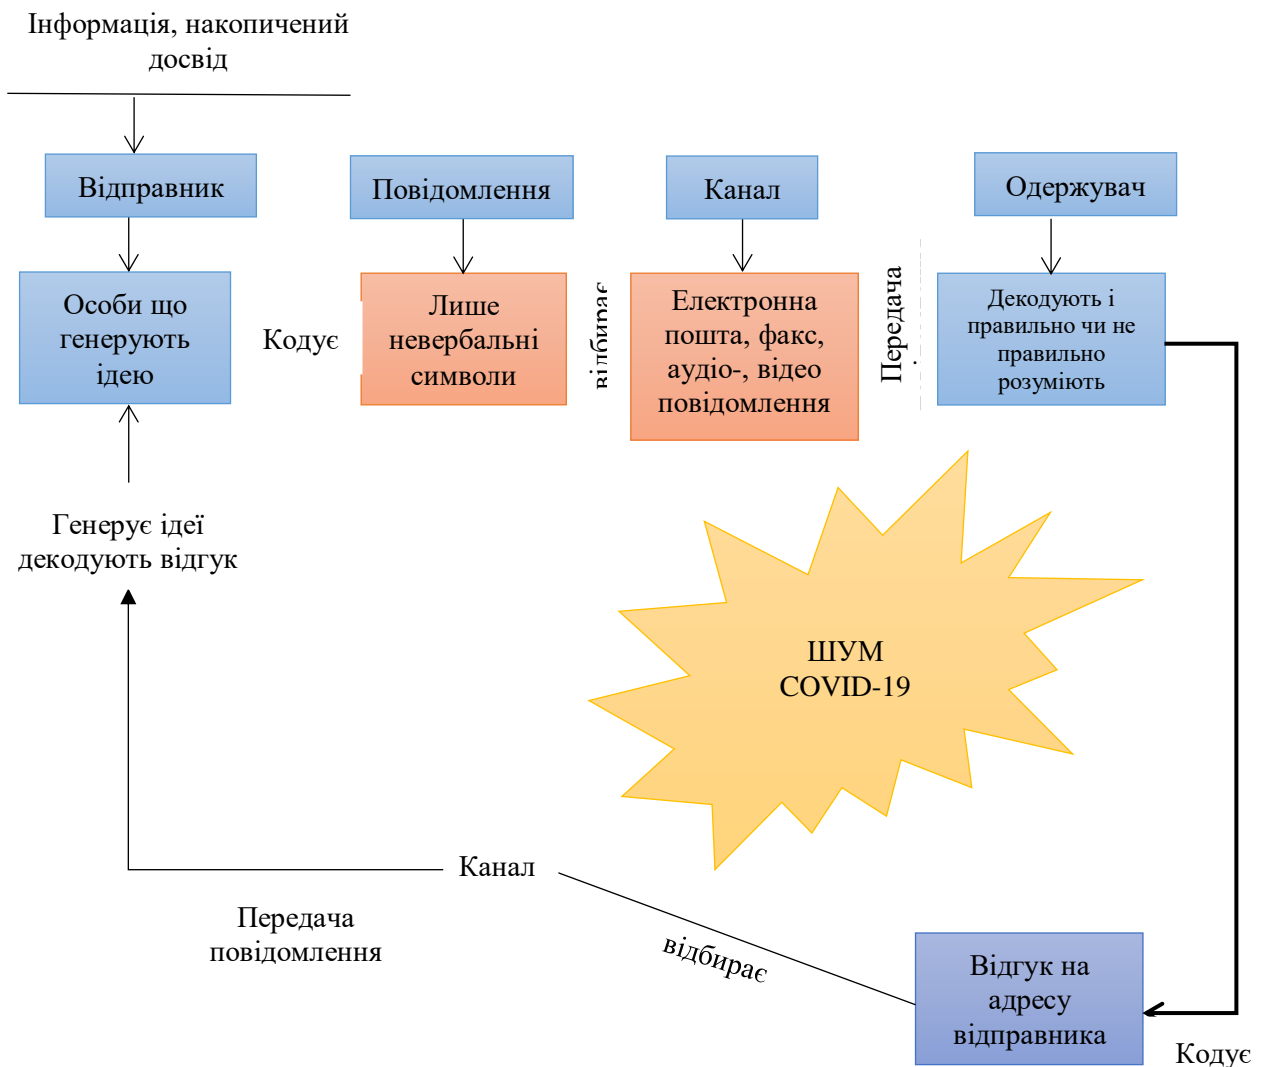 Інформація, накопичений
досвід
Відправник
Повідомлення
Канал
Одержувач
Особи що
генерують
ідею
Кодує
Лише
невербальні
символи
відбирає
Електронна
пошта, факс,
аудіо-, відео
повідомлення
Передача
Декодують і
правильно чи не
правильно
розуміють
Генерує ідеї
декодують відгук
ШУМ
COVID-19
Канал
Передача
повідомлення
відбирає
Відгук на
адресу
відправника
Кодує